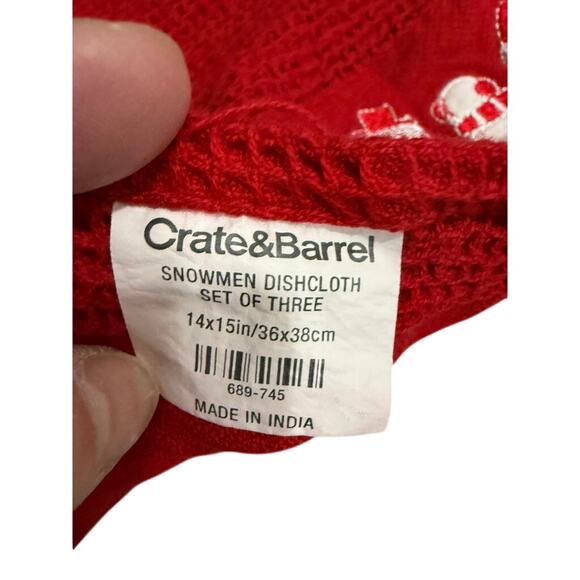 Crate&Barrel
SNOWMEN DISHCLOTH
SET OF THREE
14x15in/36x38cm
689-745
MADE IN INDIA